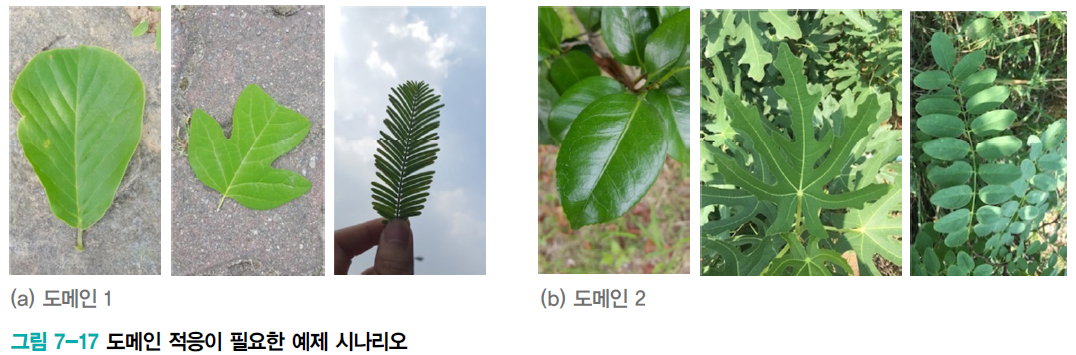 (a) 도메인 1
(b) 도메인 2
그림 7-17 도메인 적응이 필요한 예제 시나리오